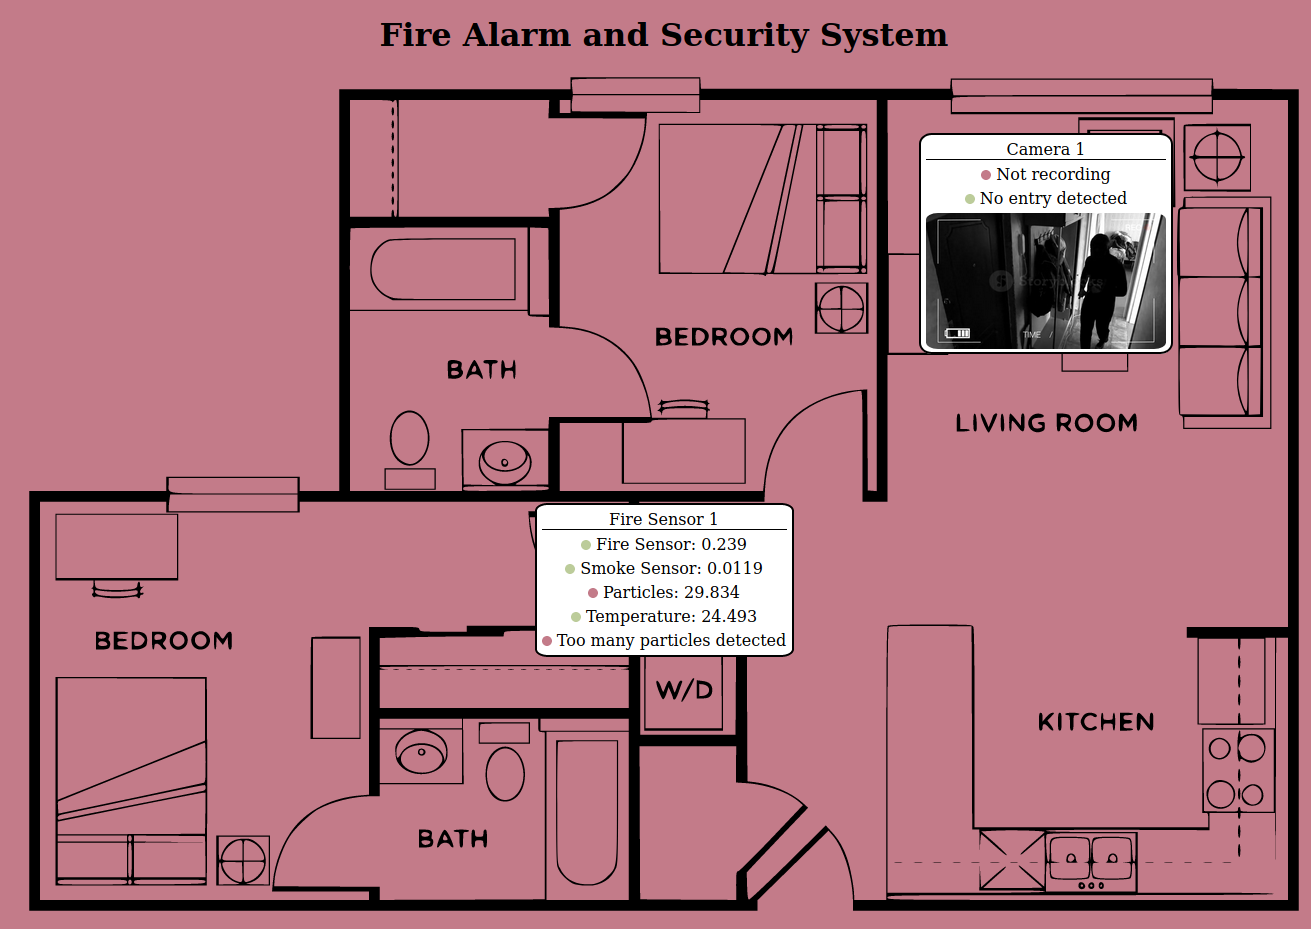 Fire Alarm and Security System
Camera 1
Not recording
No entry detected
TIME /
BEDROOM
BATH
LIVING ROOM
Fire Sensor 1
Fire Sensor: 0.239
Smoke Sensor: 0.0119
Particles: 29.834
Temperature: 24.493
Too many particles detected
BEDROOM
W/D
KITCHEN
BATH